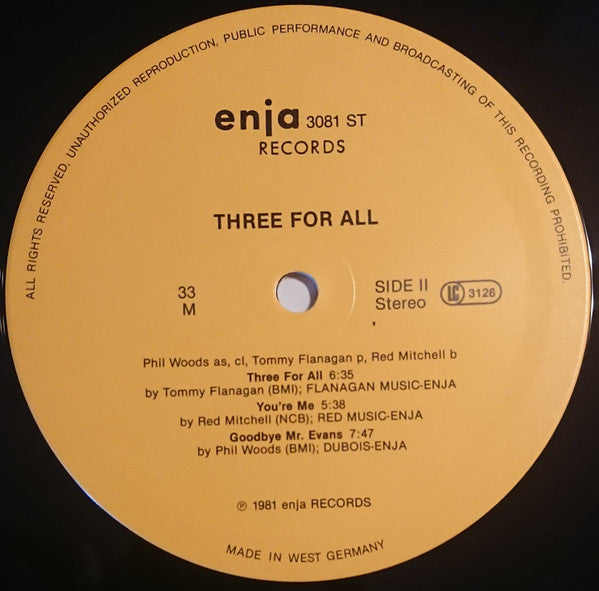 ALL RIGHTS RESERVED. UNAUTHORIZED REPRODUCTION, PUBLIC PERFORMANCE AND BROADCASTING OF THIS RECORDING PROHIBITED.
enja 3081 ST
RECORDS
THREE FOR ALL
33
M
SIDE II
Stereo
LC 3126
Phil Woods as, cl, Tommy Flanagan p, Red Mitchell b
Three For All 6:35
by Tommy Flanagan (BMI); FLANAGAN MUSIC-ENJA
You're Me 5:38
by Red Mitchell (NCB); RED MUSIC-ENJA
Goodbye Mr. Evans 7:47
by Phil Woods (BMI); DUBOIS-ENJA
℗ 1981 enja RECORDS
MADE IN WEST GERMANY